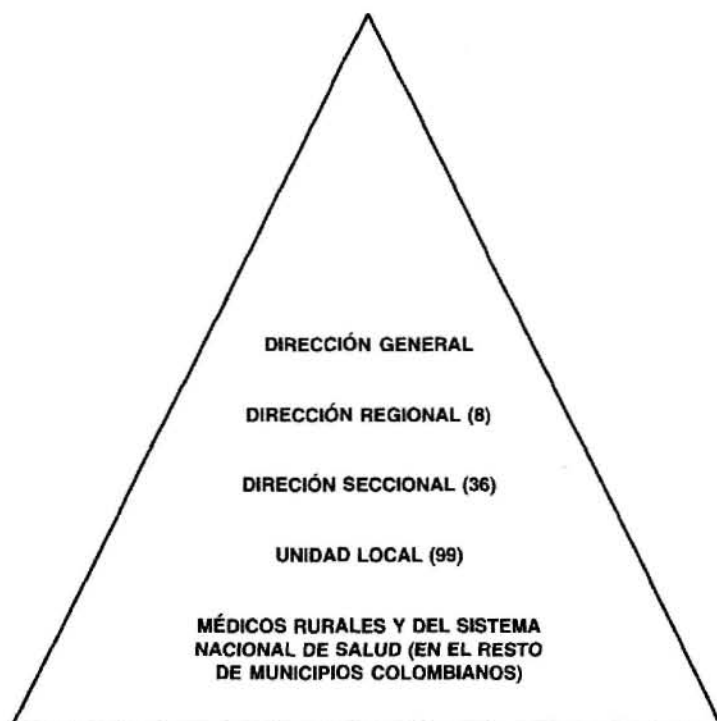 DIRECCIÓN GENERAL
DIRECCIÓN REGIONAL (8)
DIRECIÓN SECCIONAL (36)
UNIDAD LOCAL (99)
MÉDICOS RURALES Y DEL SISTEMA
NACIONAL DE SALUD (EN EL RESTO
DE MUNICIPIOS COLOMBIANOS)